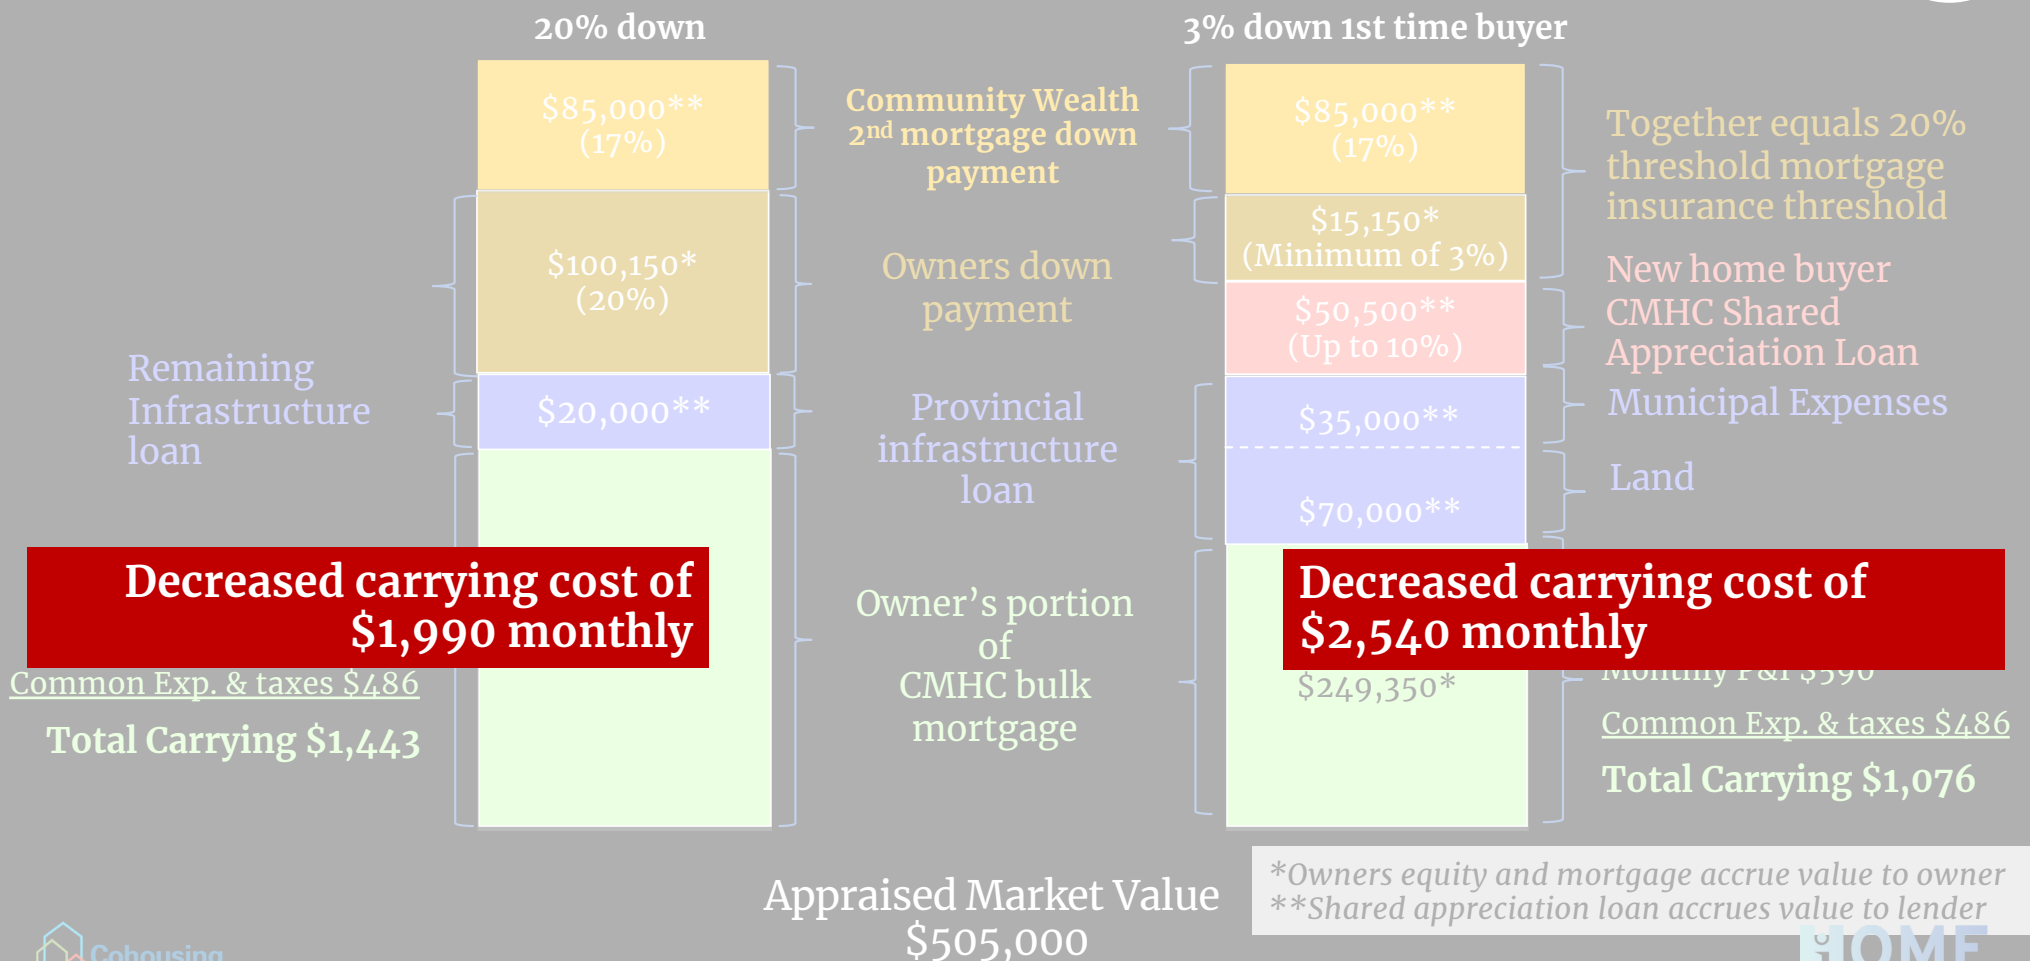 20% down
3% down 1st time buyer
$85,000**
(17%)
Community Wealth
2nd mortgage down
payment
$85,000**
(17%)
Together equals 20%
threshold mortgage
insurance threshold
$100,150*
(20%)
Owners down
payment
$15,150*
(Minimum of 3%)
$50,500**
(Up to 10%)
New home buyer
CMHC Shared
Appreciation Loan
Remaining
Infrastructure
loan
$20,000**
Provincial
infrastructure
loan
$35,000**
$70,000**
Municipal Expenses
Land
Decreased carrying cost of
$1,990 monthly
Owner's portion
of
CMHC bulk
mortgage
Decreased carrying cost of
$2,540 monthly
$249,350*
Monthly P&I $590
Common Exp. & taxes $486
Total Carrying $1,443
Common Exp. & taxes $486
Total Carrying $1,076
Appraised Market Value
$505,000
*Owners equity and mortgage accrue value to owner
**Shared appreciation loan accrues value to lender
Cohousing
HOME